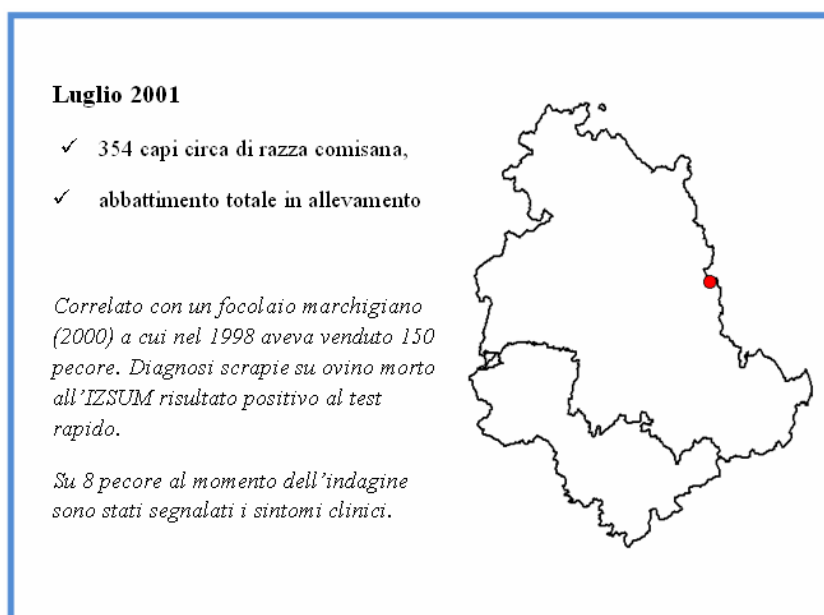 Luglio 2001
✓ 354 capi circa di razza comisana,
✓ abbattimento totale in allevamento
Correlato con un focolaio marchigiano
(2000) a cui nel 1998 aveva venduto 150
pecore. Diagnosi scrapie su ovino morto
all’IZSUM risultato positivo al test
rapido.
Su 8 pecore al momento dell’indagine
sono stati segnalati i sintomi clinici.